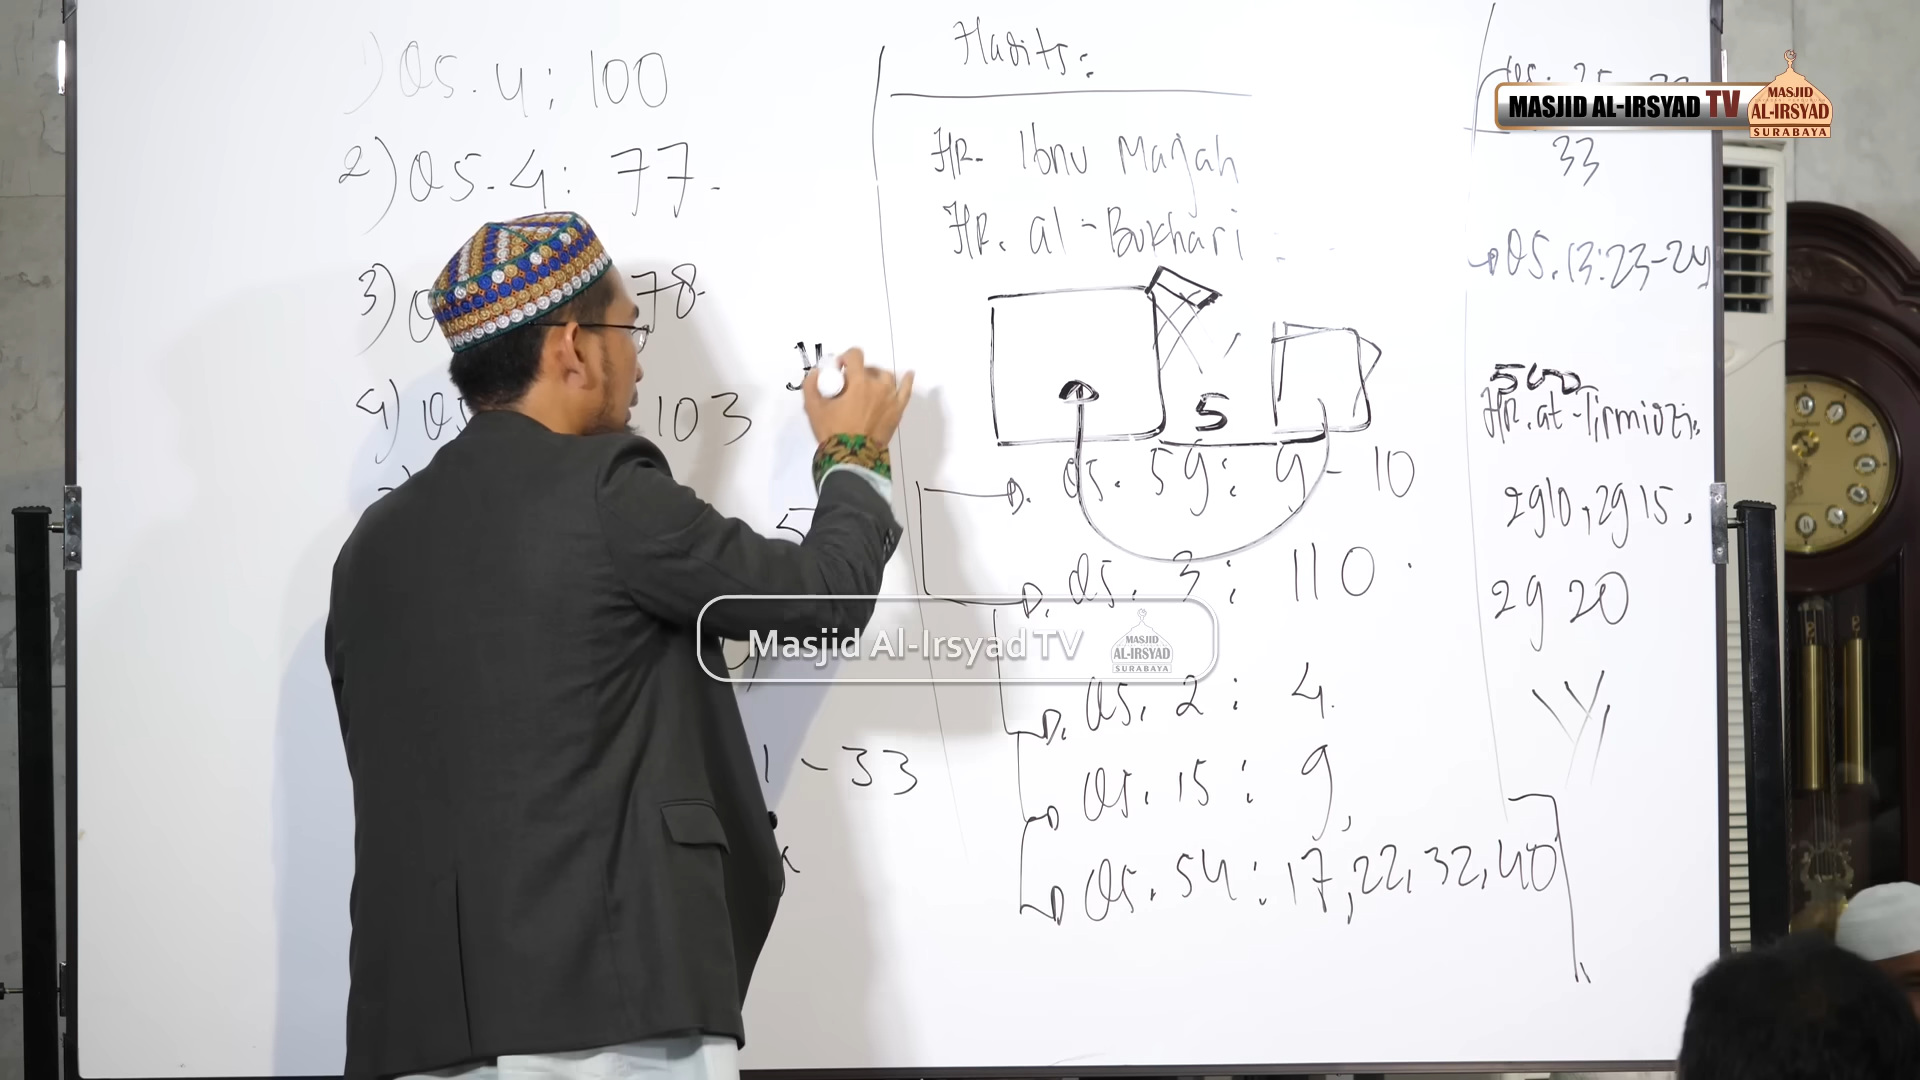 1) QS. 4: 100
2) QS. 4: 77.
3) 78.
4) QS 103
1 - 33
Hadits:
HR. Ibnu Majah
HR. al-Bukhari
5
QS. 59: 9 - 10
QS. 3: 110.
QS. 2: 4.
QS. 15: 9,
QS. 54: 17, 22, 32, 40
33
QS. 13: 23-24
500
HR. at-Tirmidzi.
2910, 2915,
2920
MASJID AL-IRSYAD TV
MASJID
AL-IRSYAD
SURABAYA
Masjid Al-Irsyad TV
MASJID
AL-IRSYAD
SURABAYA